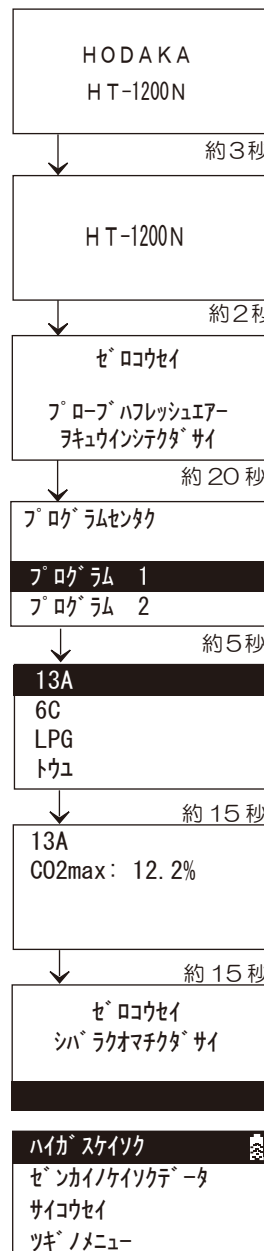 HODAKA
HT-1200N
約3秒
HT-1200N
約2秒
ｾﾞﾛｺｳｾｲ
ﾌﾟﾛｰﾌﾞﾊﾌﾚｯｼｭｴｱｰ
ｦｷｭｳｲﾝｼﾃｸﾀﾞｻｲ
約20秒
ﾌﾟﾛｸﾞﾗﾑｾﾝﾀｸ
ﾌﾟﾛｸﾞﾗﾑ 1
ﾌﾟﾛｸﾞﾗﾑ 2
約5秒
13A
6C
LPG
ﾄｳﾕ
約15秒
13A
CO2max: 12.2%
約15秒
ｾﾞﾛｺｳｾｲ
ｼﾊﾞﾗｸｵﾏﾁｸﾀﾞｻｲ
ﾊｲｶﾞｽｹｲｿｸ
ｾﾞﾝｶｲﾉｹｲｿｸﾃﾞｰﾀ
ｻｲｺｳｾｲ
ﾂｷﾞﾉﾒﾆｭｰ